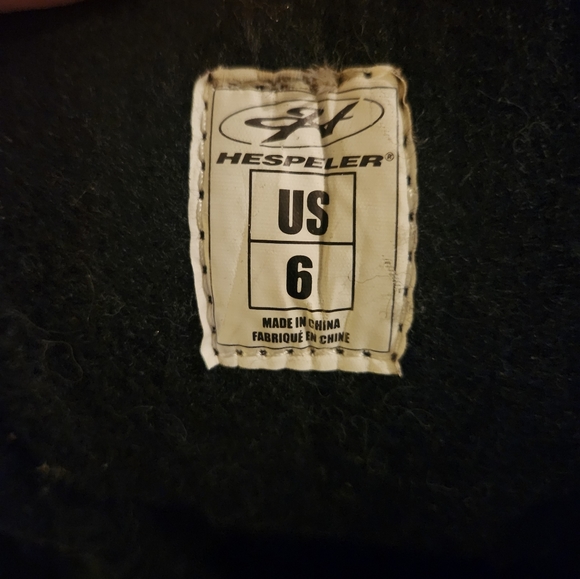 HESPELER®
US
6
MADE IN CHINA
FABRIQUÉ EN CHINE